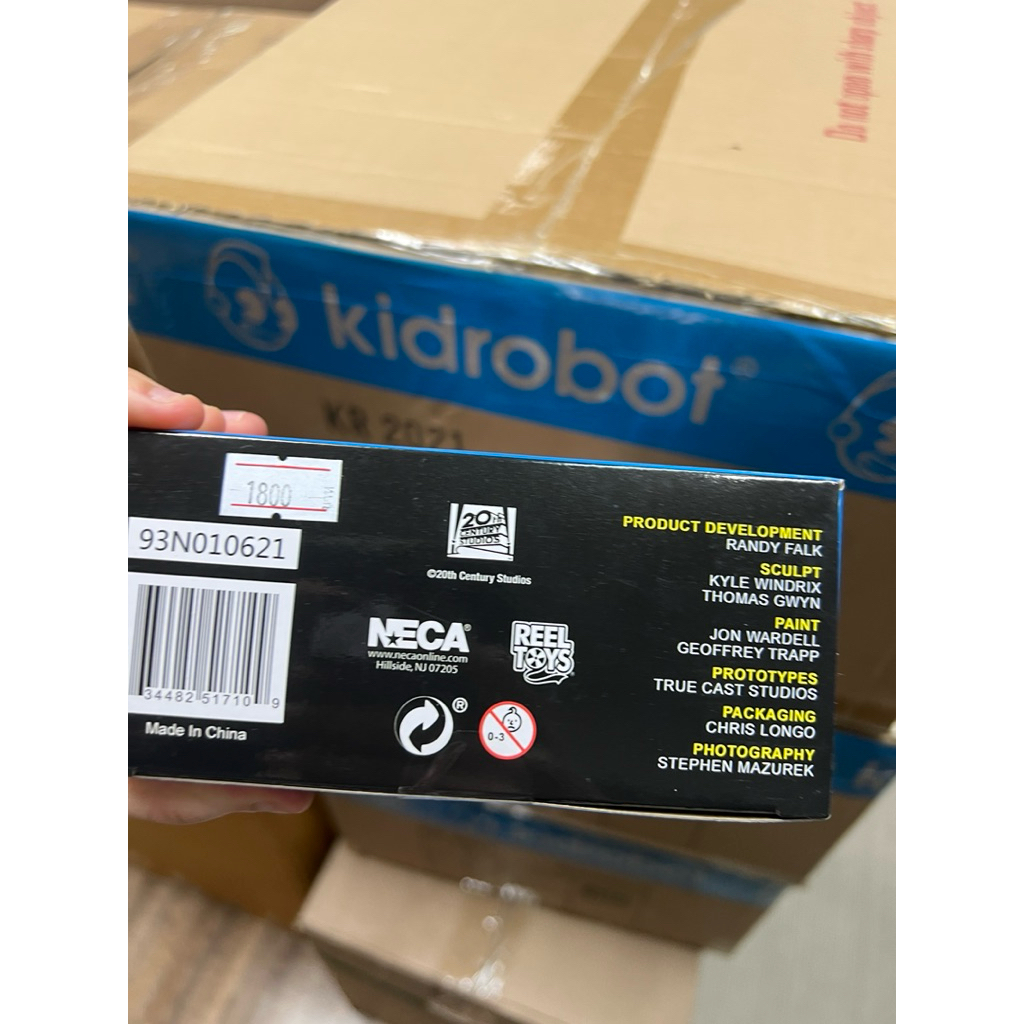 Do not open with sharp object
kidrobot
KR 2021
1800
93N010621
34482 51710 9
Made In China
20th
CENTURY
STUDIOS
©20th Century Studios
NECA®
www.necaonline.com
Hillside, NJ 07205
REEL
TOYS
®
0-3
PRODUCT DEVELOPMENT
RANDY FALK
SCULPT
KYLE WINDRIX
THOMAS GWYN
PAINT
JON WARDELL
GEOFFREY TRAPP
PROTOTYPES
TRUE CAST STUDIOS
PACKAGING
CHRIS LONGO
PHOTOGRAPHY
STEPHEN MAZUREK